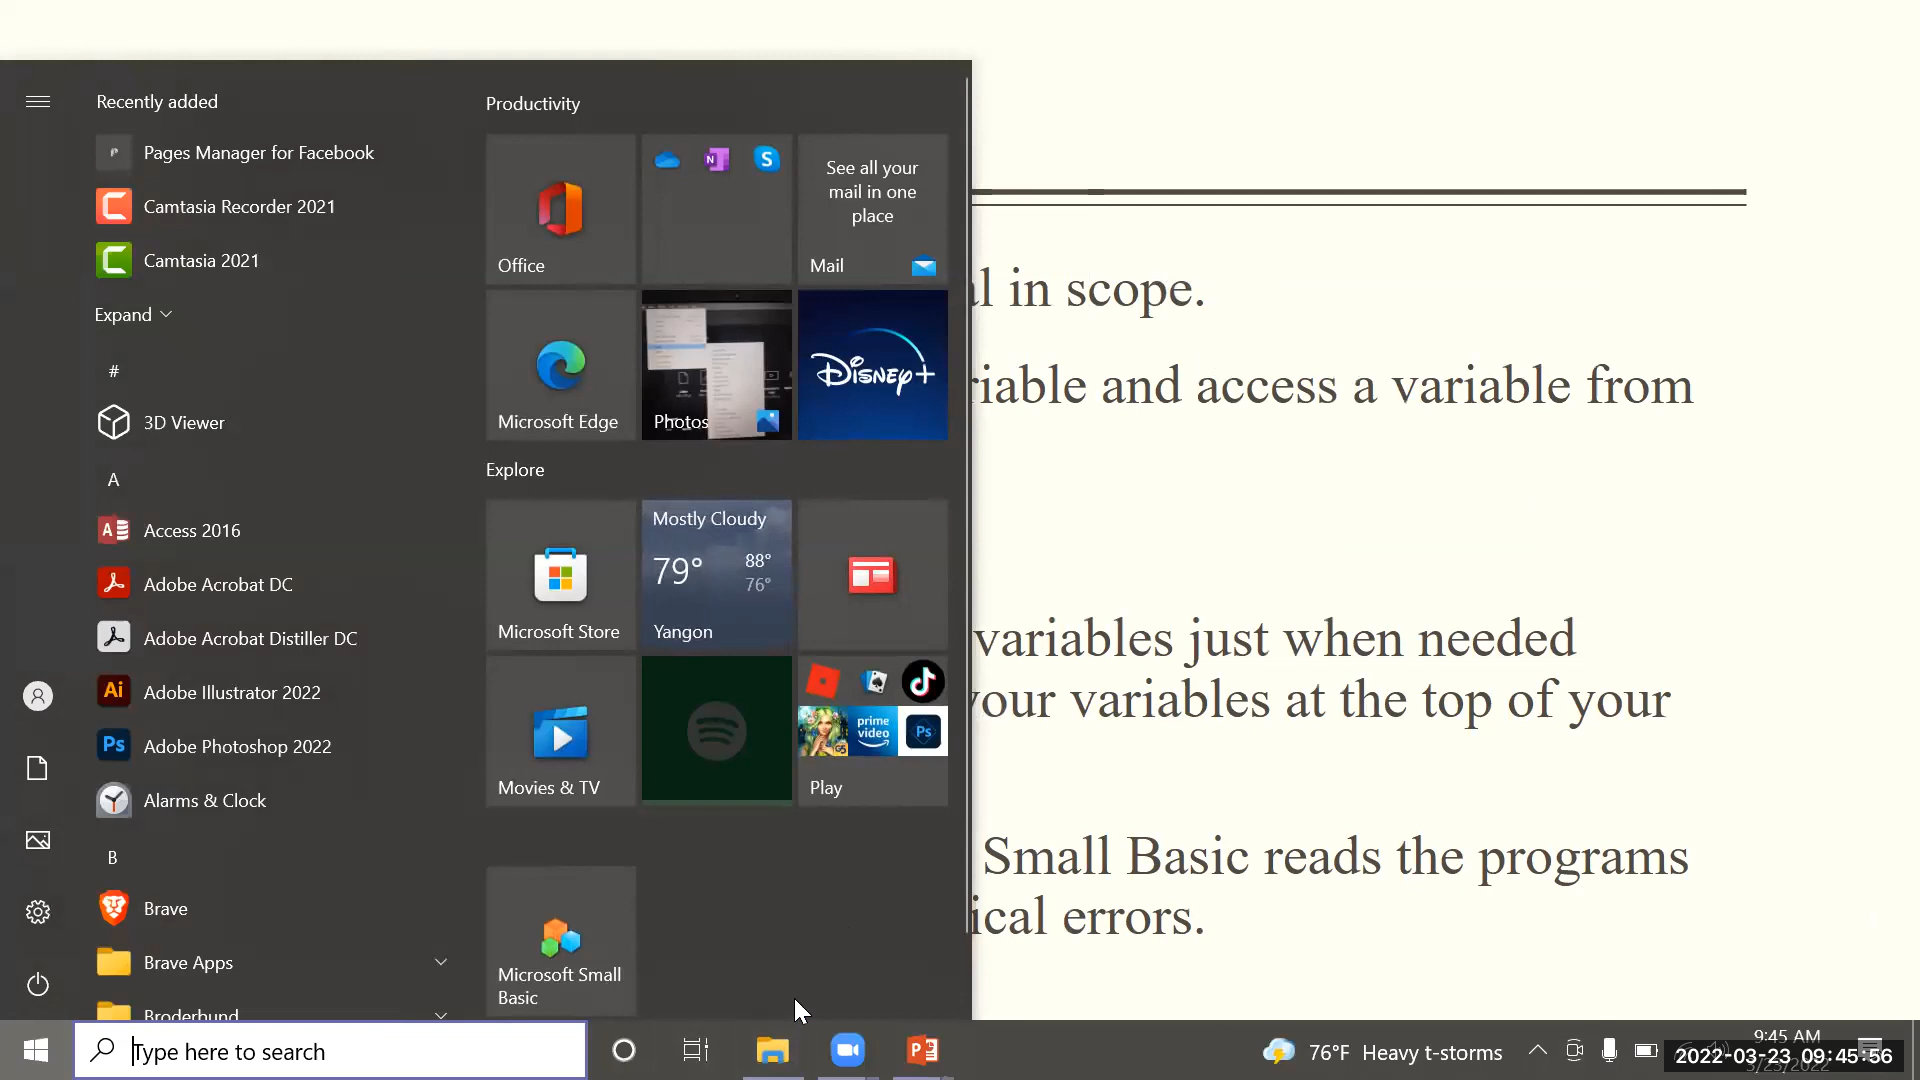 Recently added
Pages Manager for Facebook
Camtasia Recorder 2021
Camtasia 2021
Expand
#
3D Viewer
A
Access 2016
Adobe Acrobat DC
Adobe Acrobat Distiller DC
Adobe Illustrator 2022
Adobe Photoshop 2022
Alarms & Clock
B
Brave
Brave Apps
Broderbund
Productivity
Office
See all your
mail in one
place
Mail
Microsoft Edge
Photos
Disney+
Explore
Microsoft Store
Mostly Cloudy
79° 88°
76°
Yangon
Movies & TV
prime
video
Play
Microsoft Small
Basic
l in scope.
riable and access a variable from
variables just when needed
your variables at the top of your
Small Basic reads the programs
ical errors.
Type here to search
76°F Heavy t-storms
9:45 AM
3/23/2022
2022-03-23 09:45:56